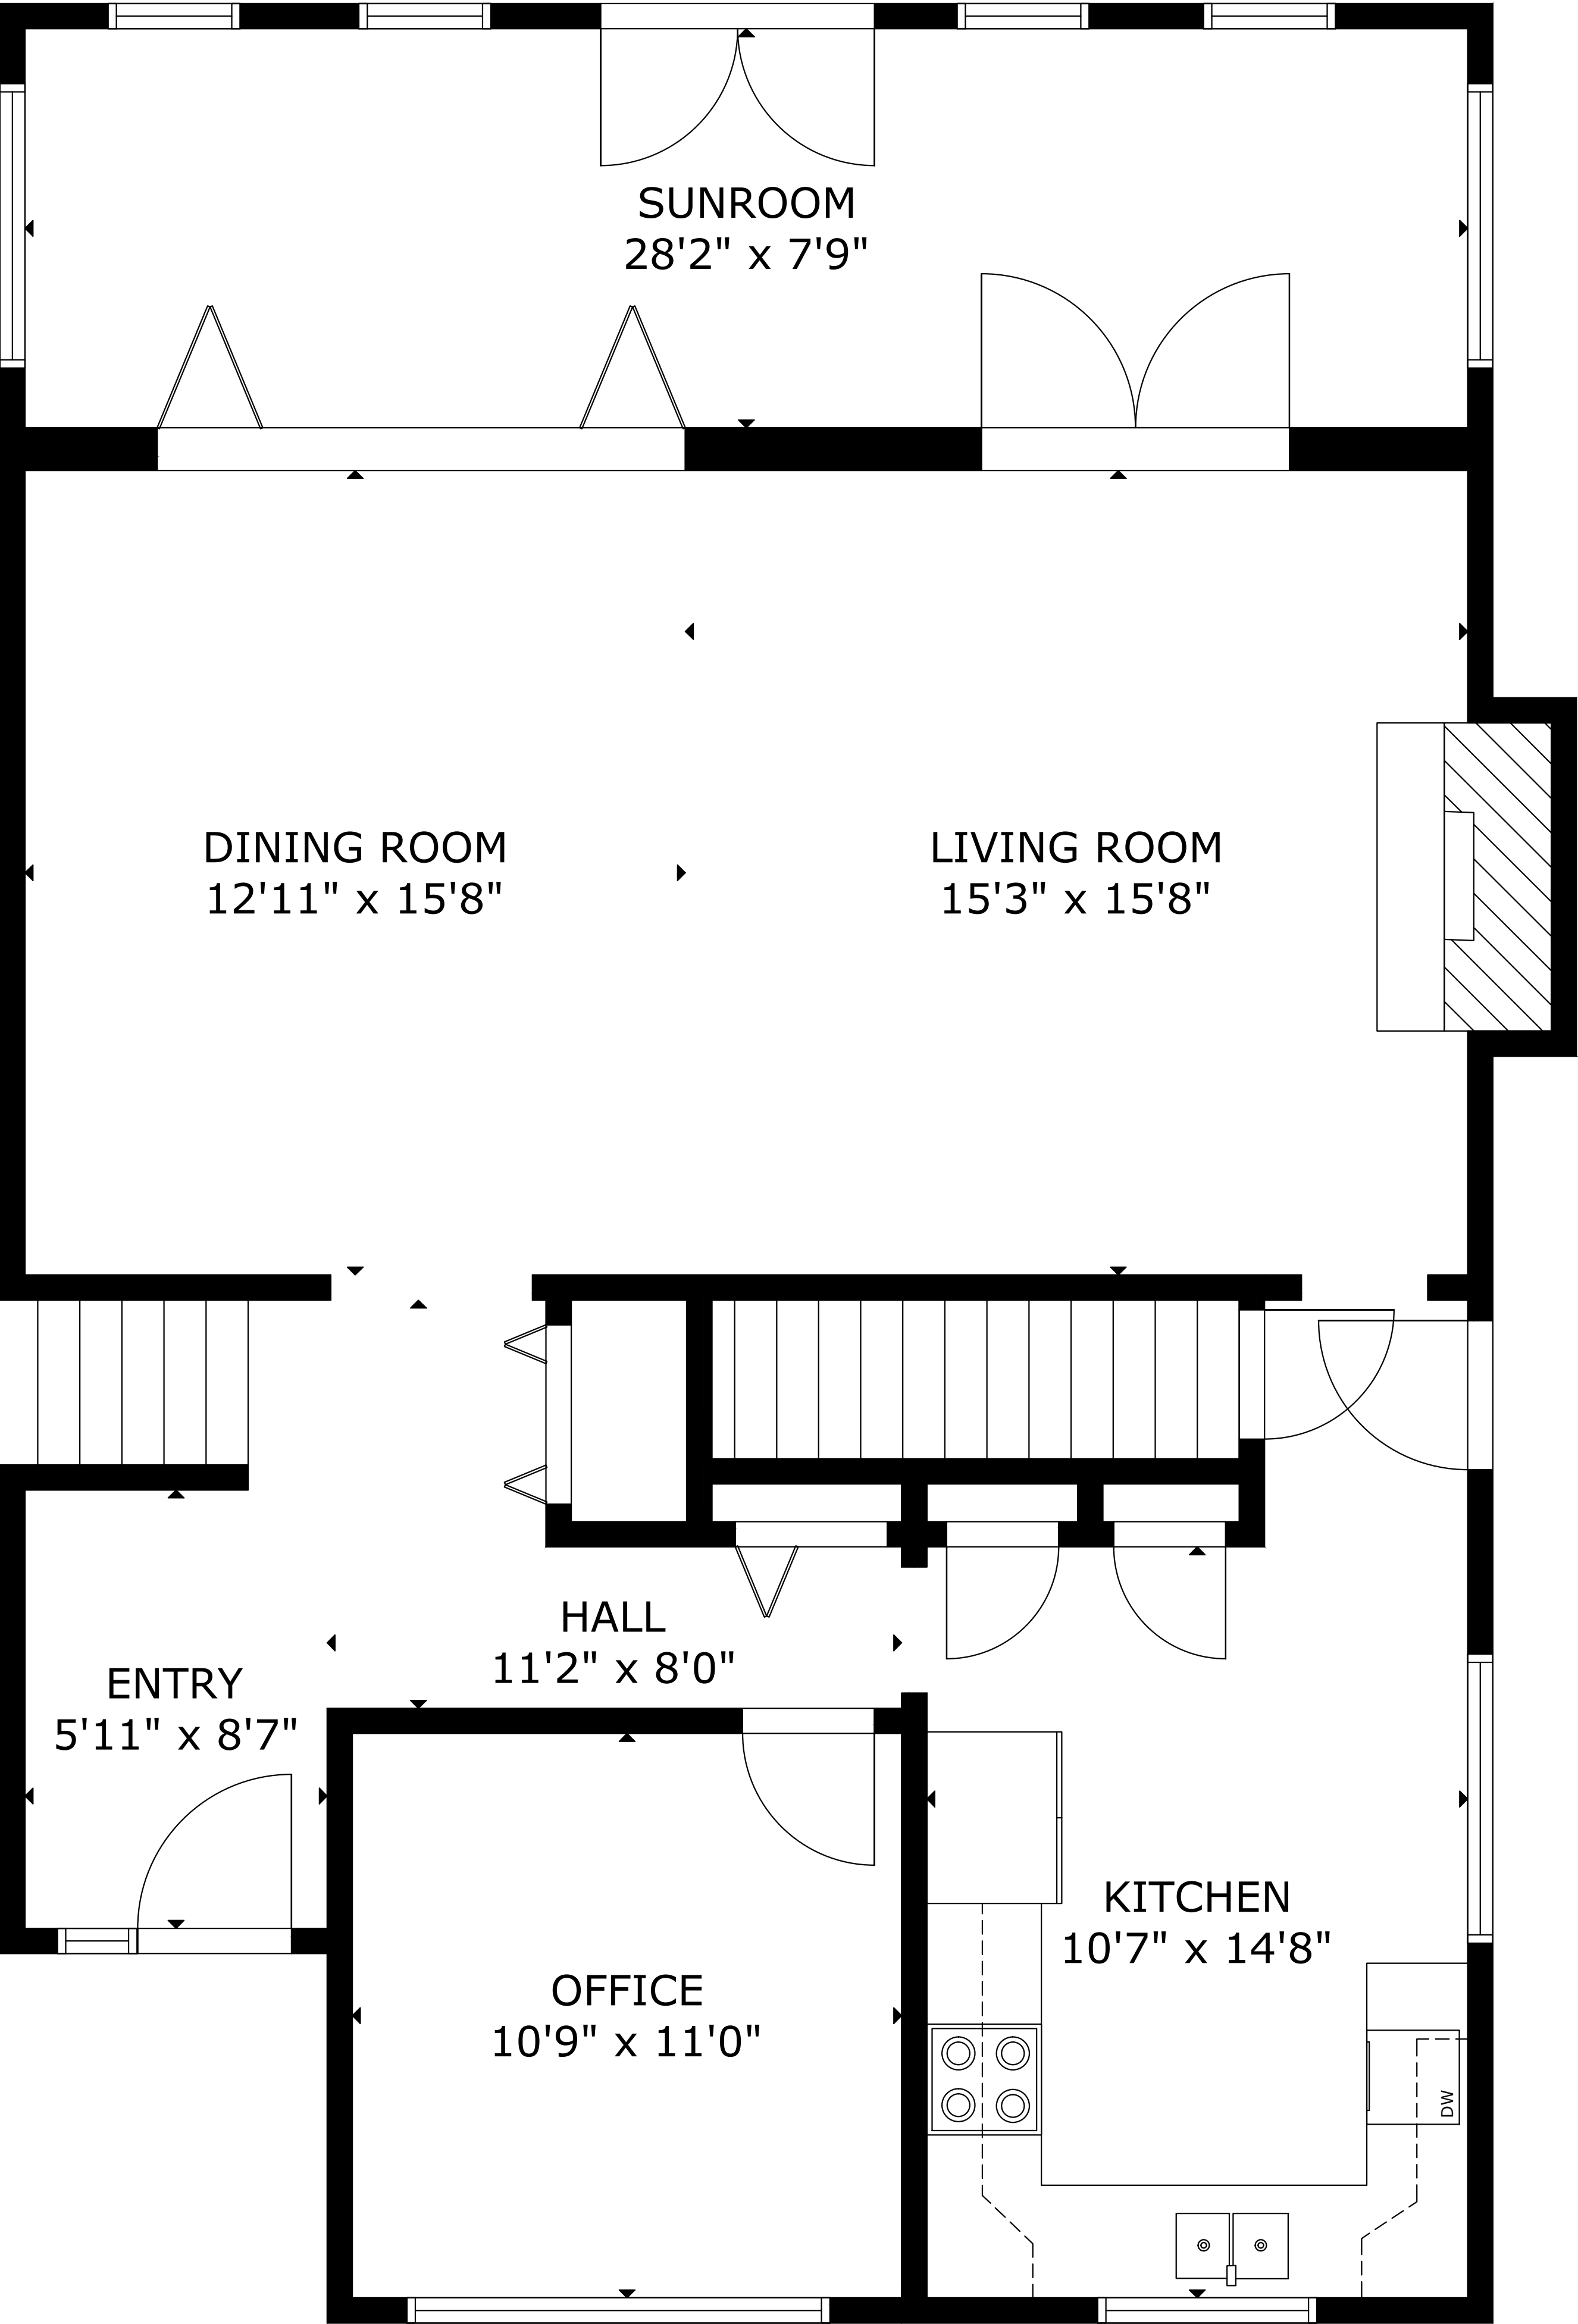 SUNROOM
28'2" x 7'9"
DINING ROOM
12'11" x 15'8"
LIVING ROOM
15'3" x 15'8"
HALL
11'2" x 8'0"
ENTRY
5'11" x 8'7"
KITCHEN
10'7" x 14'8"
OFFICE
10'9" x 11'0"
DW